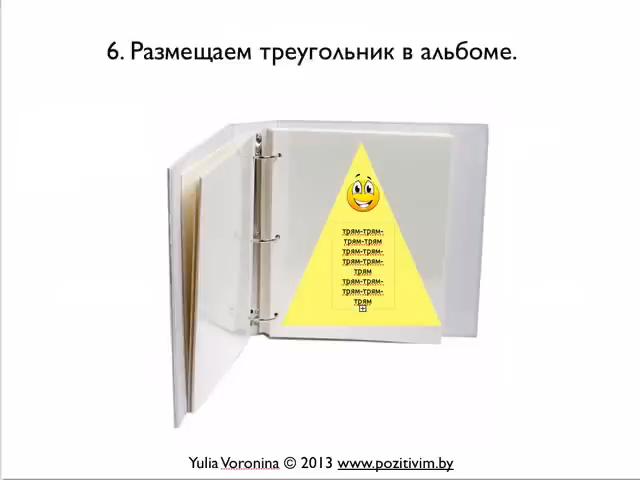 6. Размещаем треугольник в альбоме.
трям-трям-
трям-трям
трям-трям-
трям-трям-
трям
трям-трям-
трям-трям-
трям
Yulia Voronina © 2013 www.pozitivim.by